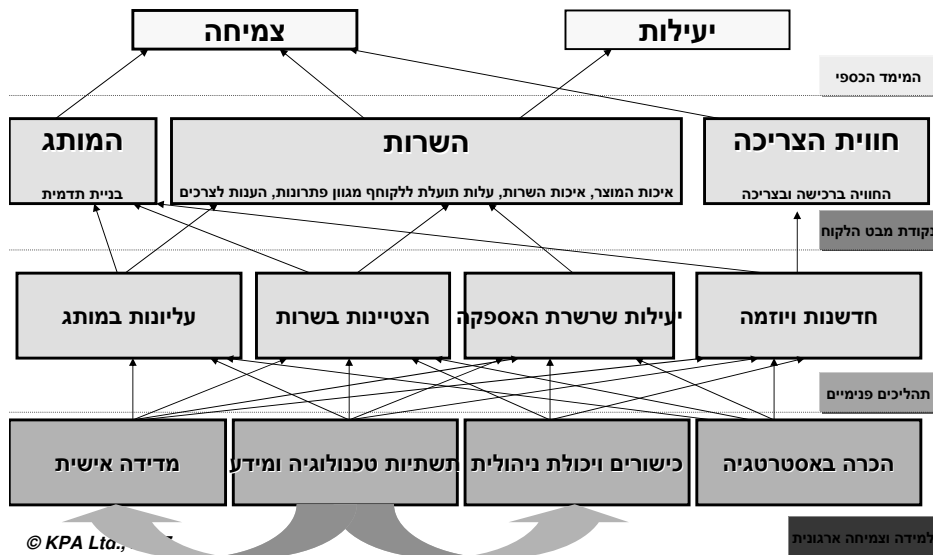 צמיחה
יעילות
המימד הכספי
המותג
בניית תדמית
השרות
איכות המוצר, איכות השרות, עלות תועלת ללקוחף מגוון פתרונות, הענות לצרכים
חווית הצריכה
החוויה ברכישה ובצריכה
נקודת מבט הלקוח
עליונות במותג
הצטיינות בשרות
יעילות שרשרת האספקה
חדשנות ויוזמה
תהליכים פנימיים
מדידה אישית
תשתיות טכנולוגיה ומידע
כישורים ויכולת ניהולית
הכרה באסטרטגיה
למידה וצמיחה ארגונית
© KPA Ltd.,